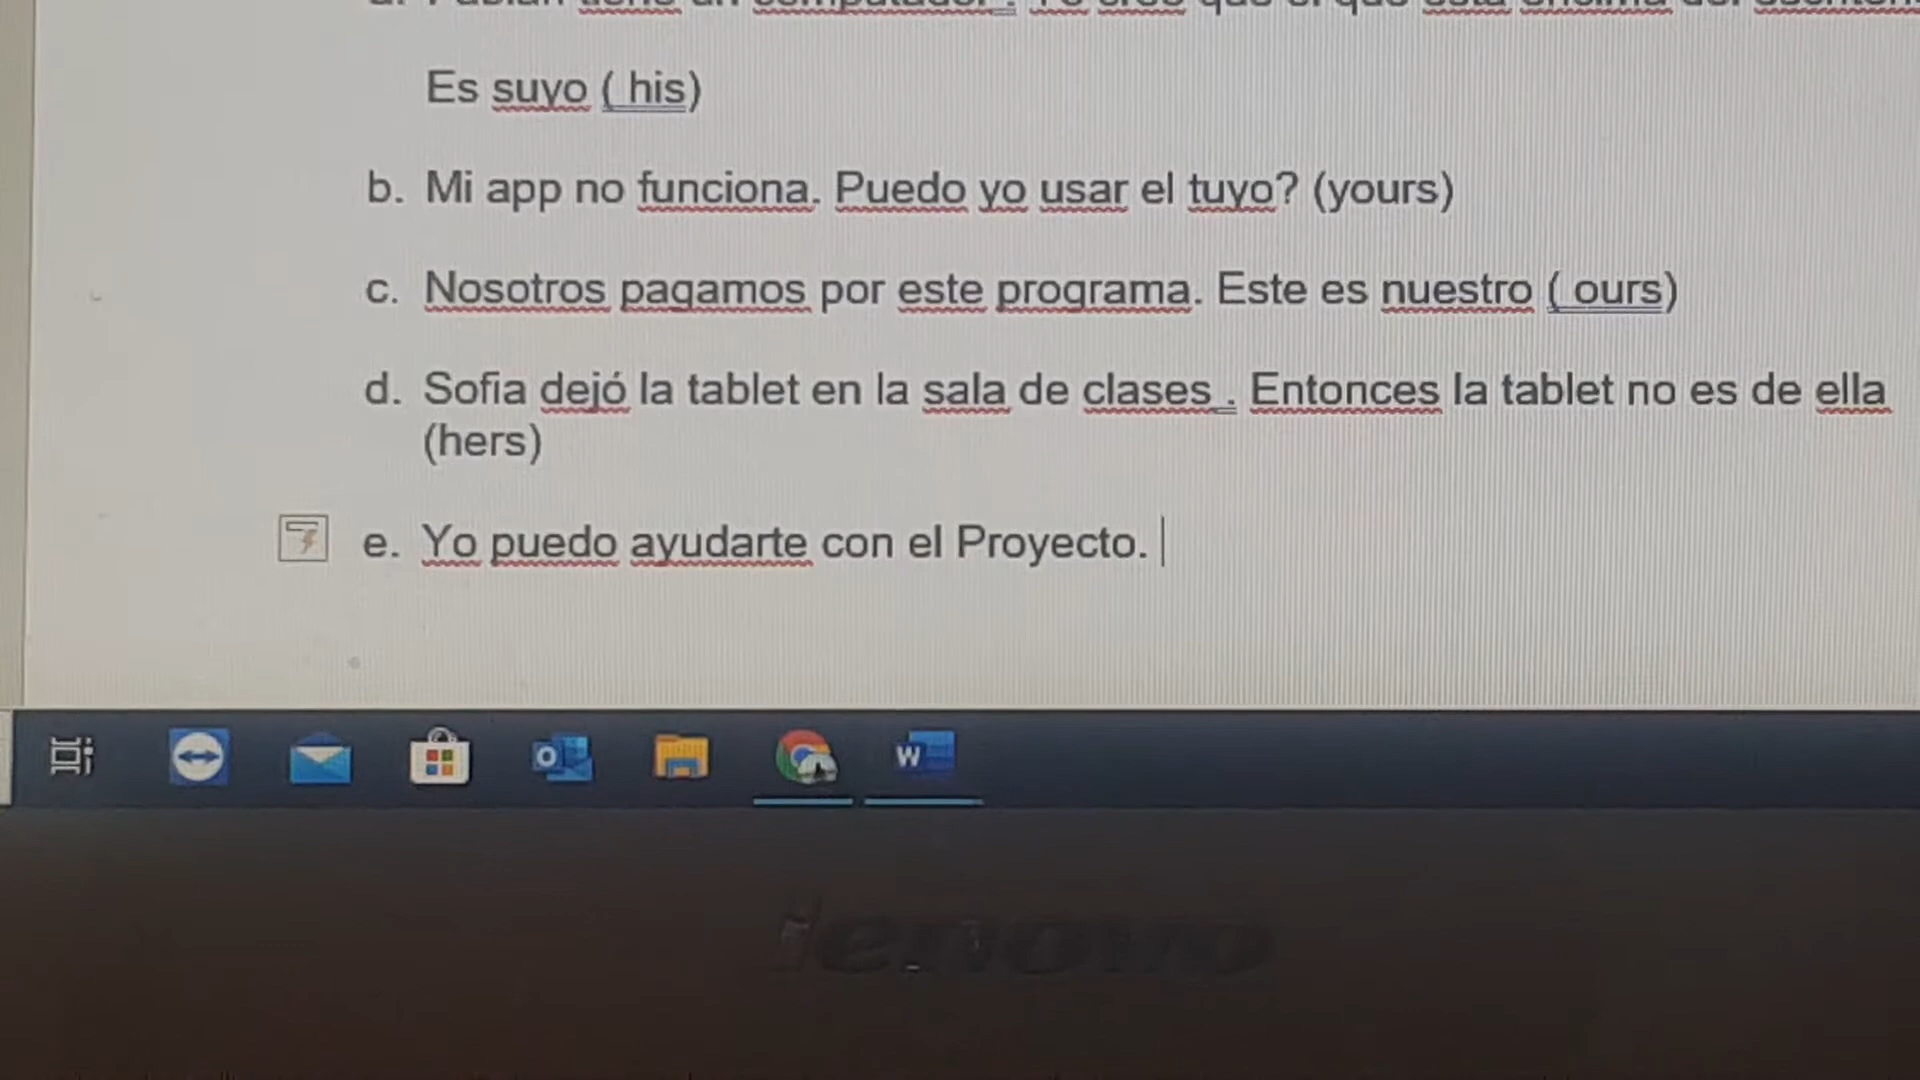 Es suyo ( his)
b. Mi app no funciona. Puedo yo usar el tuyo? (yours)
c. Nosotros pagamos por este programa. Este es nuestro ( ours)
d. Sofia dejó la tablet en la sala de clases . Entonces la tablet no es de ella
(hers)
e. Yo puedo ayudarte con el Proyecto.
O
W
lenovo